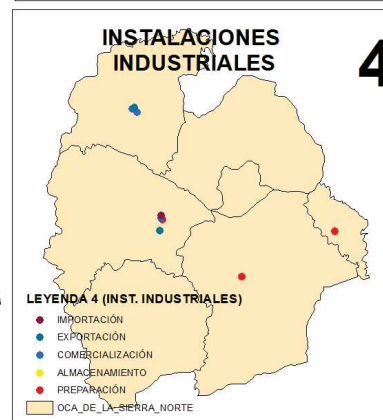 INSTALACIONES
INDUSTRIALES
4
LEYENDA 4 (INST. INDUSTRIALES)
IMPORTACIÓN
EXPORTACIÓN
COMERCIALIZACIÓN
ALMACENAMIENTO
PREPARACIÓN
OCA_DE_LA_SIERRA_NORTE